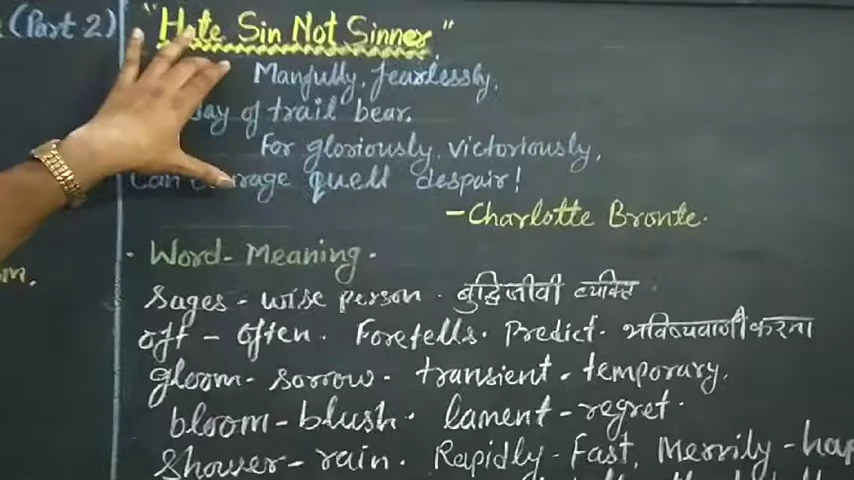 (Part 2)
"Hate Sin Not Sinner"
Manfully, fearlessly,
day of trail bear.
For gloriously, victoriously,
Can courage quell despair!
- Charlotte Bronte.
Word - Meaning.
Sages - wise person. बुद्धिजीवी व्यक्ति
off - often. Foretells. Predict. भविष्यवाणी करना
gloom - sorrow. transient - temporary.
bloom - blush. lament - regret.
Shower - rain. Rapidly - Fast, Merrily - hap